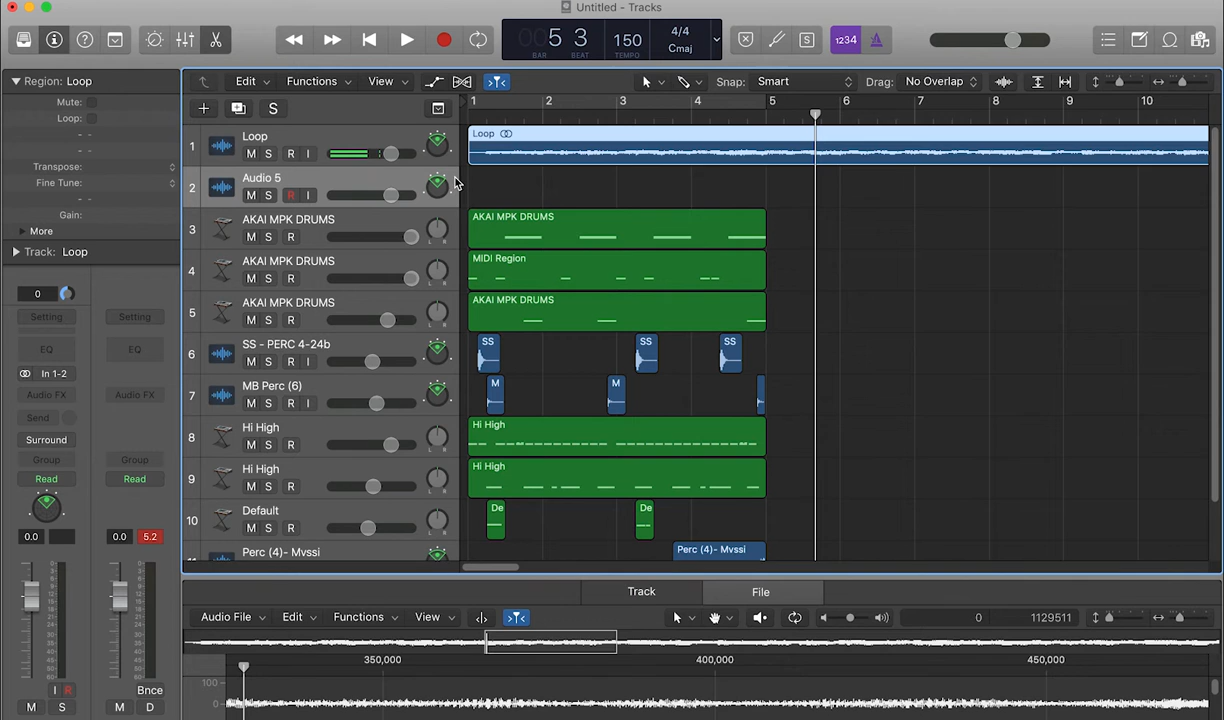 Untitled - Tracks
005 3
BAR BEAT
150
TEMPO
4/4
Cmaj
1234
Region: Loop
Mute:
Loop:
- -
- -
Transpose:
Fine Tune:
- -
Gain:
More
Track: Loop
Edit Functions View Snap: Smart Drag: No Overlap
S
1 2 3 4 5 6 7 8 9 10
1 Loop
M S R I
Loop
2 Audio 5
M S R I
3 AKAI MPK DRUMS
M S R
L R
AKAI MPK DRUMS
4 AKAI MPK DRUMS
M S R
L R
MIDI Region
5 AKAI MPK DRUMS
M S R
L R
AKAI MPK DRUMS
6 SS - PERC 4-24b
M S R I
SS SS SS
7 MB Perc (6)
M S R I
M M
8 Hi High
M S R
L R
Hi High
9 Hi High
M S R
L R
Hi High
10 Default
M S R
L R
De De
11 Perc (4)- Mvssi
Perc (4)- Mvssi
0
Setting Setting
EQ EQ
In 1-2
Audio FX Audio FX
Send
Surround
Group Group
Read Read
0.0 0.0 5.2
I R Bnce
M S M D
Track File
Audio File Edit Functions View 0 1129511
350,000 400,000 450,000
100
0